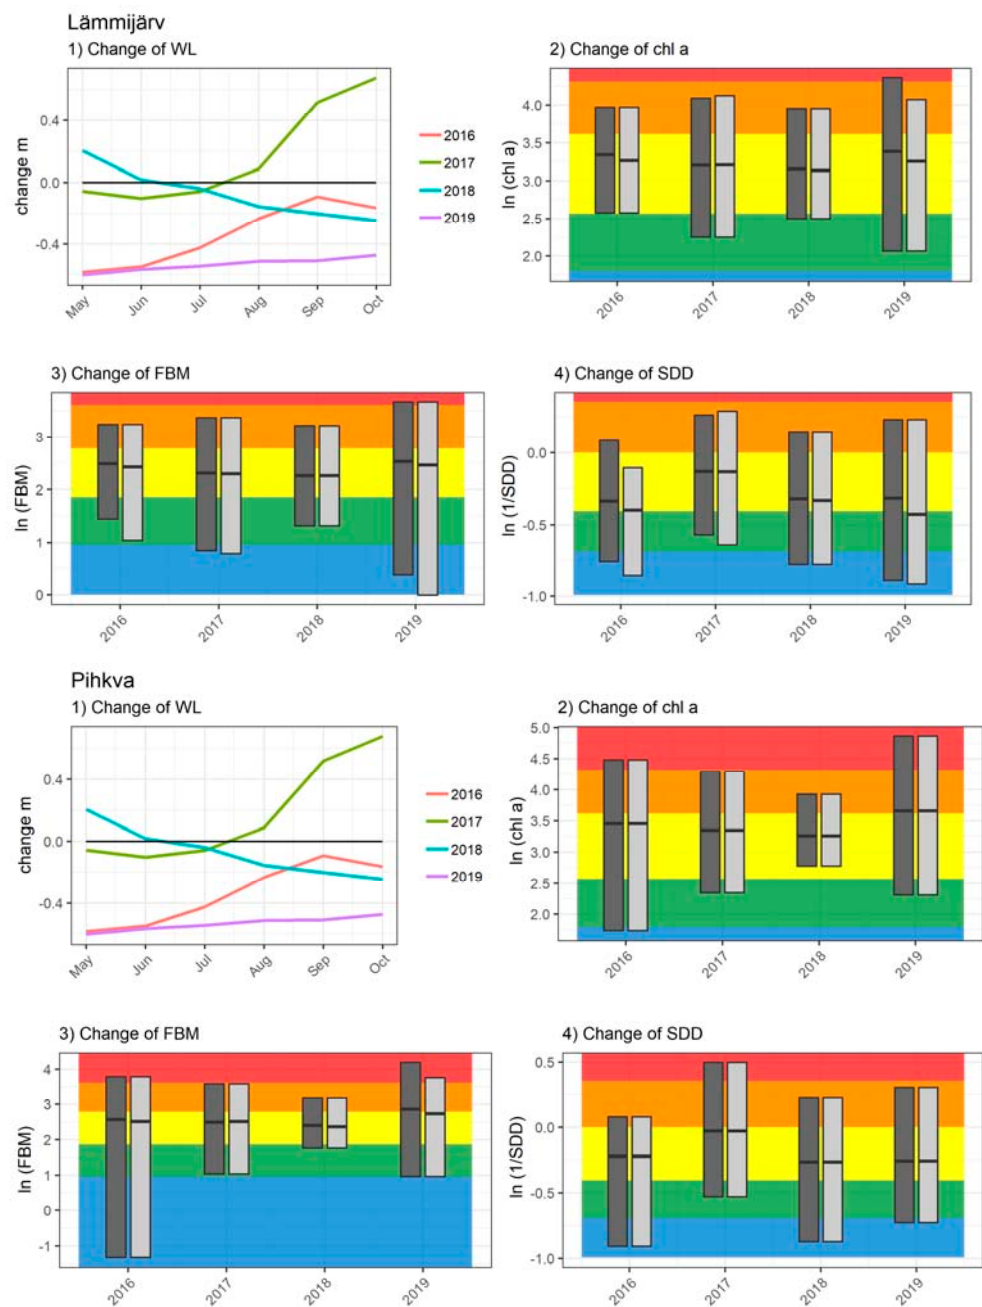 Lämmijärv
1) Change of WL
change m
0.4
0.0
-0.4
May Jun Jul Aug Sep Oct
2016
2017
2018
2019
2) Change of chl a
ln (chl a)
4.0
3.5
3.0
2.5
2.0
2016 2017 2018 2019
3) Change of FBM
ln (FBM)
3
2
1
0
2016 2017 2018 2019
4) Change of SDD
ln (1/SDD)
0.0
-0.5
-1.0
2016 2017 2018 2019
Pihkva
1) Change of WL
change m
0.4
0.0
-0.4
May Jun Jul Aug Sep Oct
2016
2017
2018
2019
2) Change of chl a
ln (chl a)
5.0
4.5
4.0
3.5
3.0
2.5
2.0
2016 2017 2018 2019
3) Change of FBM
ln (FBM)
4
3
2
1
0
-1
2016 2017 2018 2019
4) Change of SDD
ln (1/SDD)
0.5
0.0
-0.5
-1.0
2016 2017 2018 2019